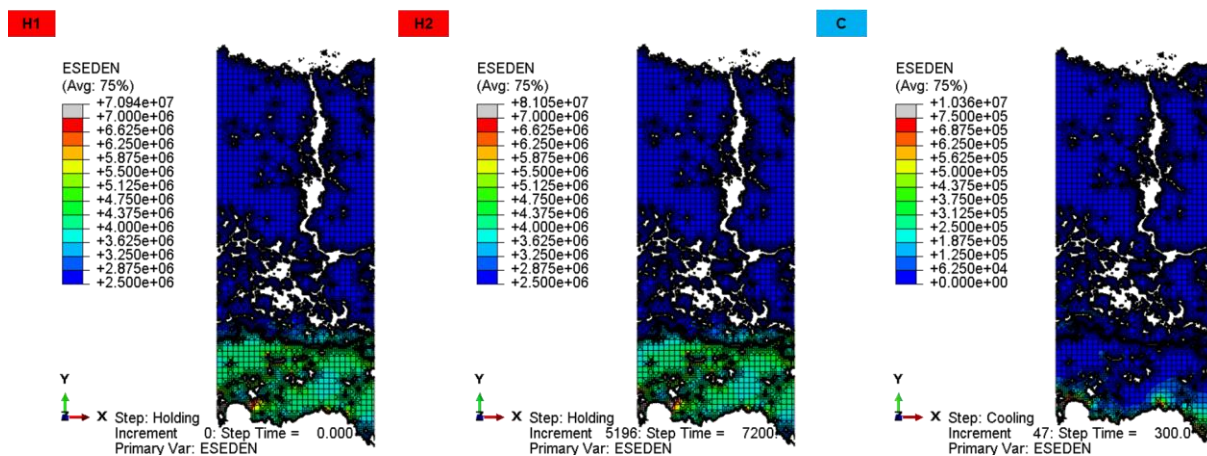 H1
ESEDEN
(Avg: 75%)
+7.094e+07
+7.000e+06
+6.625e+06
+6.250e+06
+5.875e+06
+5.500e+06
+5.125e+06
+4.750e+06
+4.375e+06
+4.000e+06
+3.625e+06
+3.250e+06
+2.875e+06
+2.500e+06
Y
Z
X
Step: Holding
Increment 0: Step Time = 0.000
Primary Var: ESEDEN
H2
ESEDEN
(Avg: 75%)
+8.105e+07
+7.000e+06
+6.625e+06
+6.250e+06
+5.875e+06
+5.500e+06
+5.125e+06
+4.750e+06
+4.375e+06
+4.000e+06
+3.625e+06
+3.250e+06
+2.875e+06
+2.500e+06
Y
Z
X
Step: Holding
Increment 5196: Step Time = 7200.
Primary Var: ESEDEN
C
ESEDEN
(Avg: 75%)
+1.036e+07
+7.500e+05
+6.875e+05
+6.250e+05
+5.625e+05
+5.000e+05
+4.375e+05
+3.750e+05
+3.125e+05
+2.500e+05
+1.875e+05
+1.250e+05
+6.250e+04
+0.000e+00
Y
Z
X
Step: Cooling
Increment 47: Step Time = 300.0
Primary Var: ESEDEN